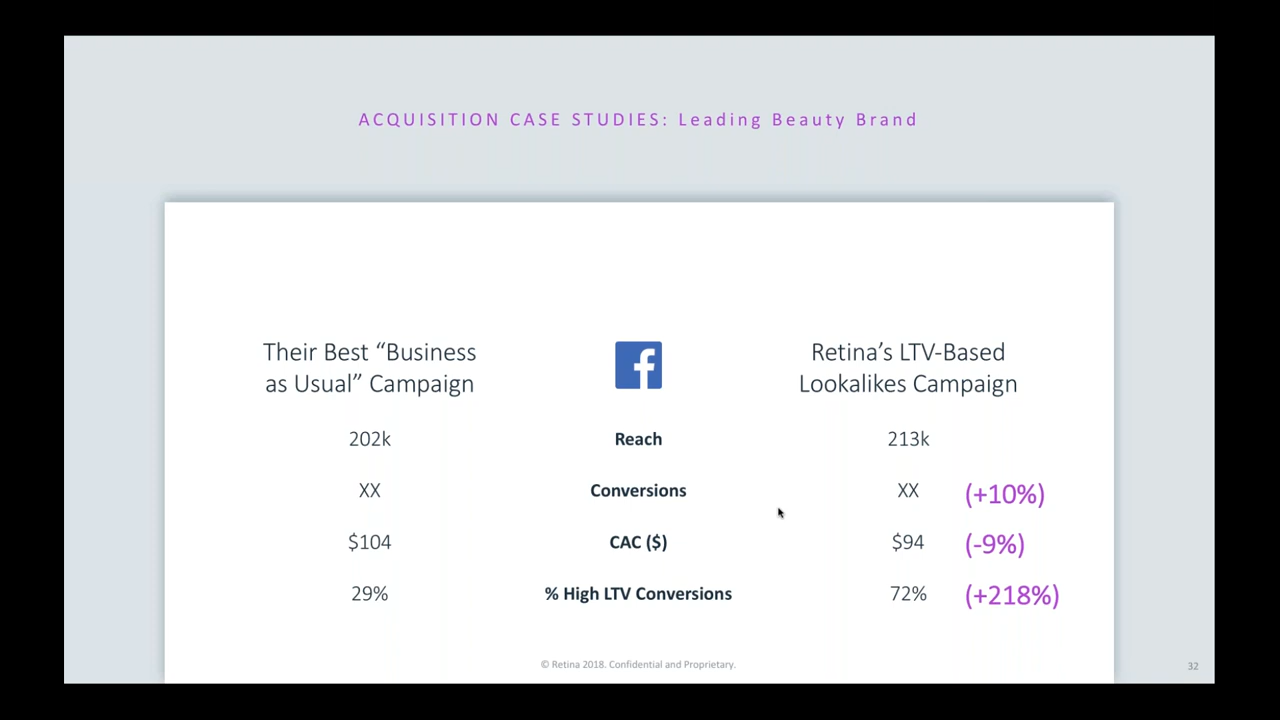 ACQUISITION CASE STUDIES: Leading Beauty Brand
Their Best “Business
as Usual” Campaign
Retina’s LTV-Based
Lookalikes Campaign
202k Reach 213k
XX Conversions XX (+10%)
$104 CAC ($) $94 (-9%)
29% % High LTV Conversions 72% (+218%)
© Retina 2018. Confidential and Proprietary.
32